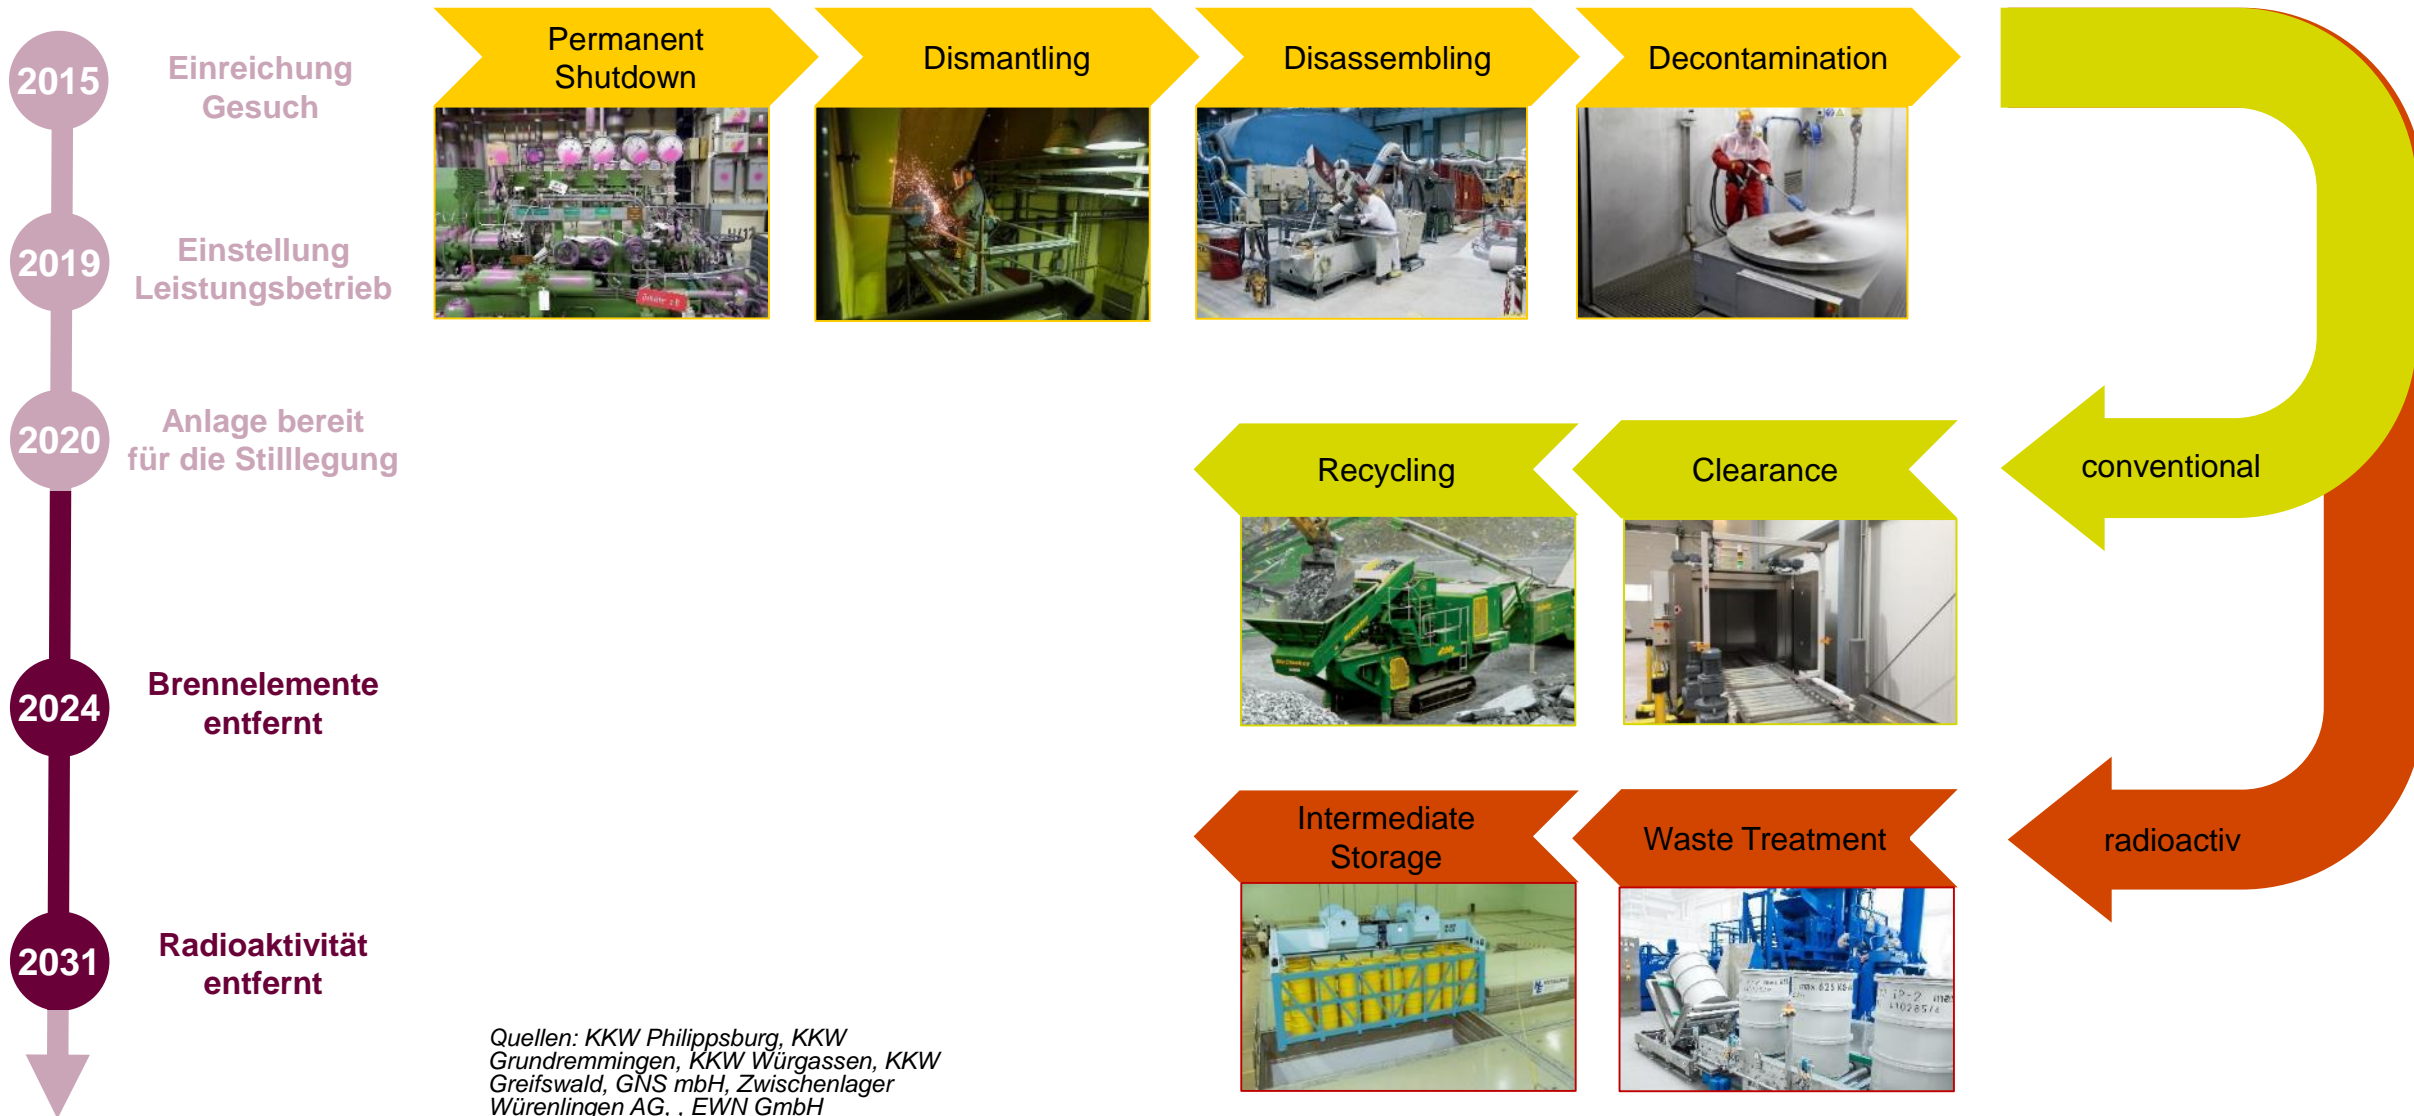 2015
Einreichung
Gesuch
2019
Einstellung
Leistungsbetrieb
2020
Anlage bereit
für die Stilllegung
2024
Brennelemente
entfernt
2031
Radioaktivität
entfernt
Permanent
Shutdown
Dismantling
Disassembling
Decontamination
conventional
Clearance
Recycling
radioactiv
Waste Treatment
Intermediate
Storage
Quellen: KKW Philippsburg, KKW
Grundremmingen, KKW Würgassen, KKW
Greifswald, GNS mbH, Zwischenlager
Würenlingen AG, , EWN GmbH